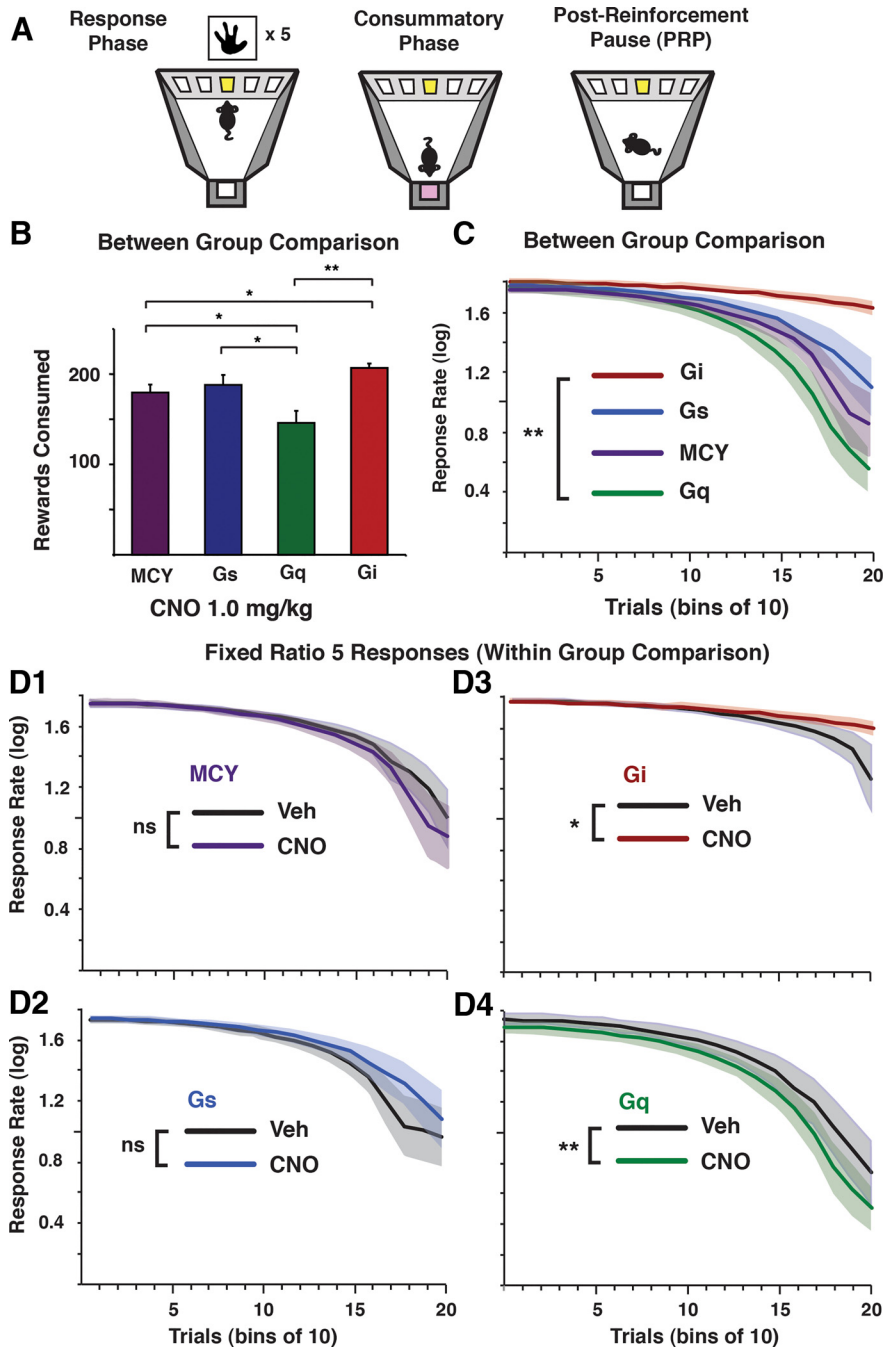 A
Response
Phase
x 5
Consummatory
Phase
Post-Reinforcement
Pause (PRP)
B
Between Group Comparison
**
*
*
*
Rewards Consumed
200
100
MCY
Gs
Gq
Gi
CNO 1.0 mg/kg
C
Between Group Comparison
Reponse Rate (log)
1.6
1.2
0.8
0.4
**
Gi
Gs
MCY
Gq
5
10
15
20
Trials (bins of 10)
Fixed Ratio 5 Responses (Within Group Comparison)
D1
Response Rate (log)
1.6
1.2
0.8
0.4
MCY
ns
Veh
CNO
D3
Gi
*
Veh
CNO
D2
Response Rate (log)
1.6
1.2
0.8
0.4
Gs
ns
Veh
CNO
5
10
15
20
Trials (bins of 10)
D4
Gq
**
Veh
CNO
5
10
15
20
Trials (bins of 10)